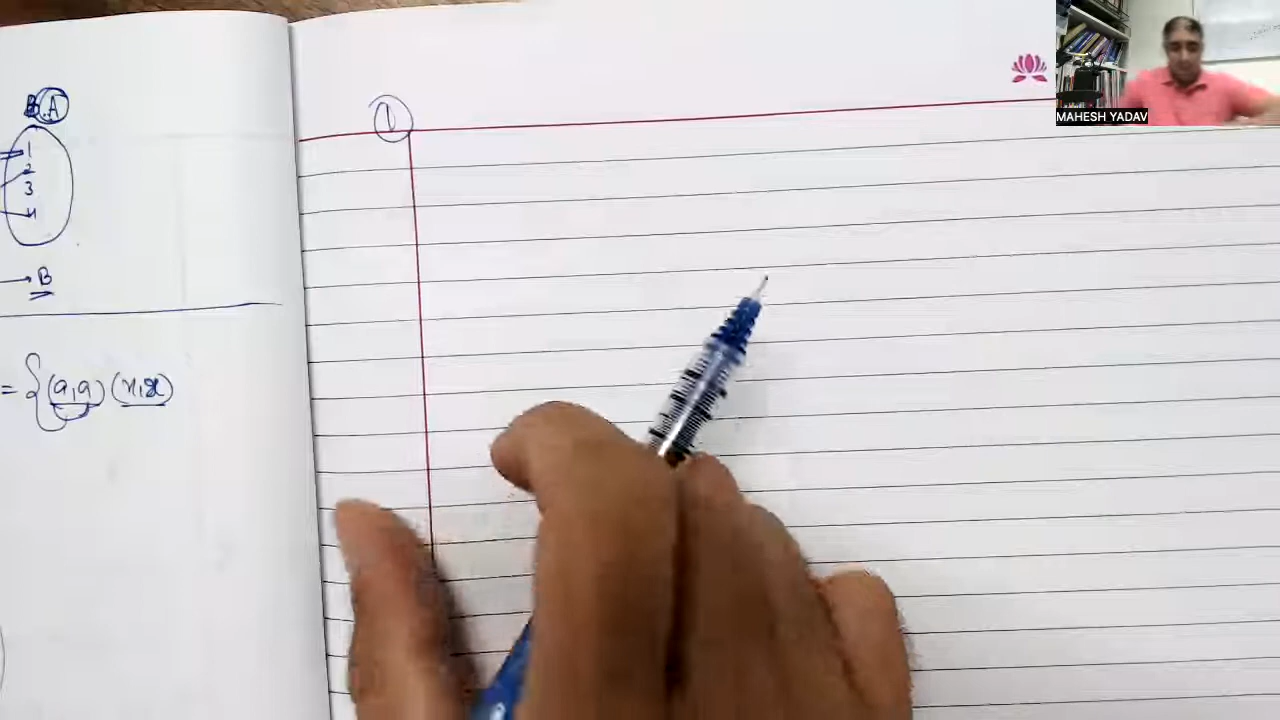 A
1
2
3
4
→ B
= {(a,a) (x,x)
1
MAHESH YADAV